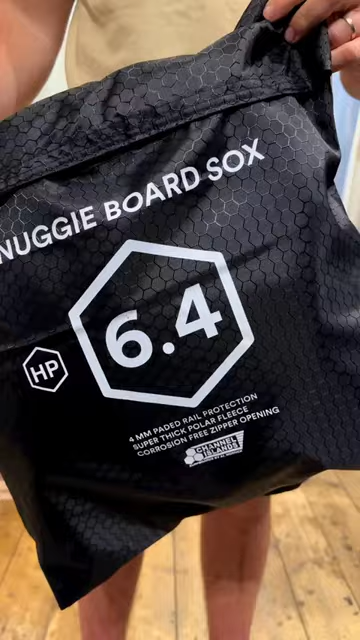 NUGGIE BOARD SOX
6.4
HP
4 MM PADED RAIL PROTECTION
SUPER THICK POLAR FLEECE
CORROSION FREE ZIPPER OPENING
CHANNEL
ISLANDS